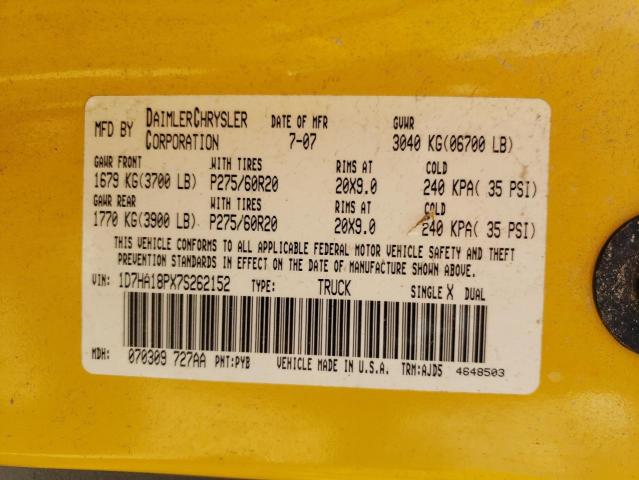 MFD BY DAIMLERCHRYSLER CORPORATION DATE OF MFR 7-07 GVWR 3040 KG(06700 LB)
GAWR FRONT WITH TIRES RIMS AT COLD
1679 KG(3700 LB) P275/60R20 20X9.0 240 KPA( 35 PSI)
GAWR REAR WITH TIRES RIMS AT COLD
1770 KG(3900 LB) P275/60R20 20X9.0 240 KPA( 35 PSI)
THIS VEHICLE CONFORMS TO ALL APPLICABLE FEDERAL MOTOR VEHICLE SAFETY AND THEFT
PREVENTION STANDARDS IN EFFECT ON THE DATE OF MANUFACTURE SHOWN ABOVE.
VIN: 1D7HA18PX7S262152 TYPE: TRUCK SINGLE X DUAL
MDH: 070309 727AA PNT:PYB VEHICLE MADE IN U.S.A. TRM:AJD5 4648503